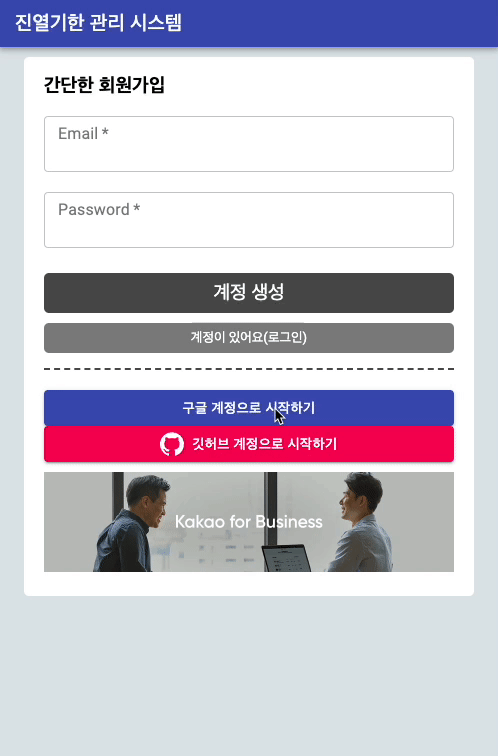 진열기한 관리 시스템
간단한 회원가입
Email *
Password *
계정 생성
계정이 있어요(로그인)
구글 계정으로 시작하기
깃허브 계정으로 시작하기
Kakao for Business